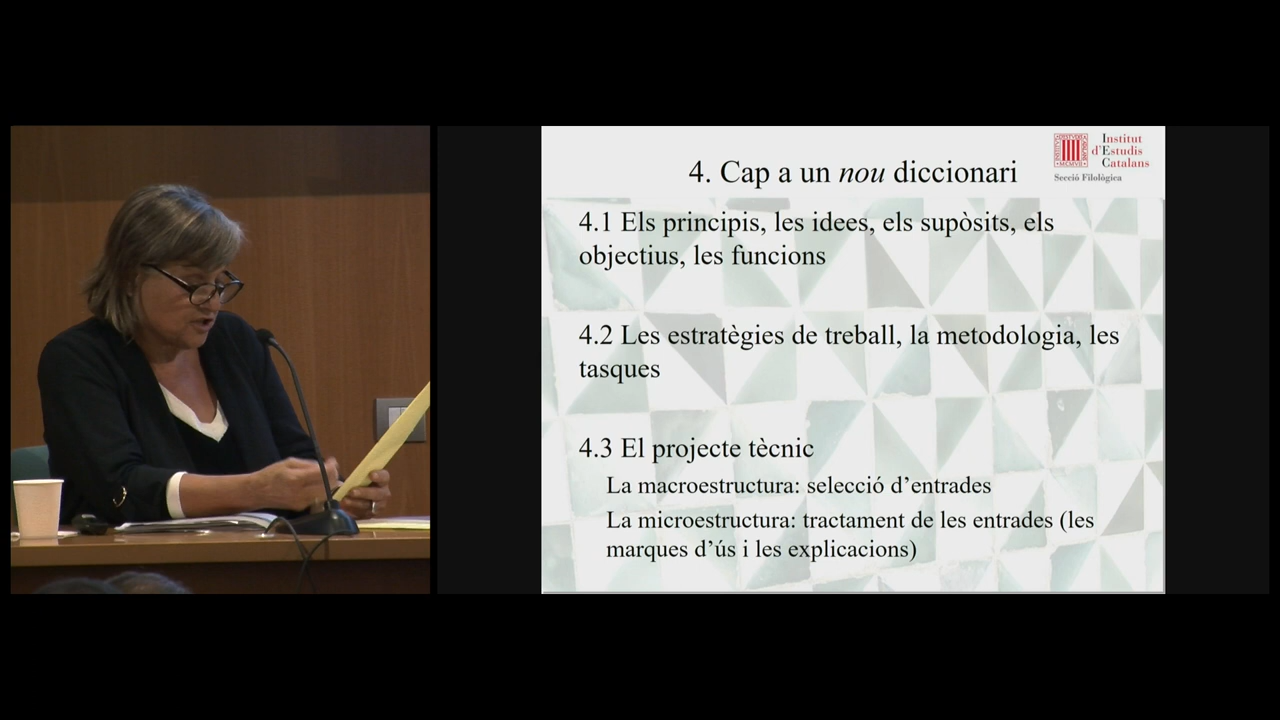 Institut
d'Estudis
Catalans
Secció Filològica
4. Cap a un nou diccionari
4.1 Els principis, les idees, els supòsits, els
objectius, les funcions
4.2 Les estratègies de treball, la metodologia, les
tasques
4.3 El projecte tècnic
La macroestructura: selecció d’entrades
La microestructura: tractament de les entrades (les
marques d’ús i les explicacions)